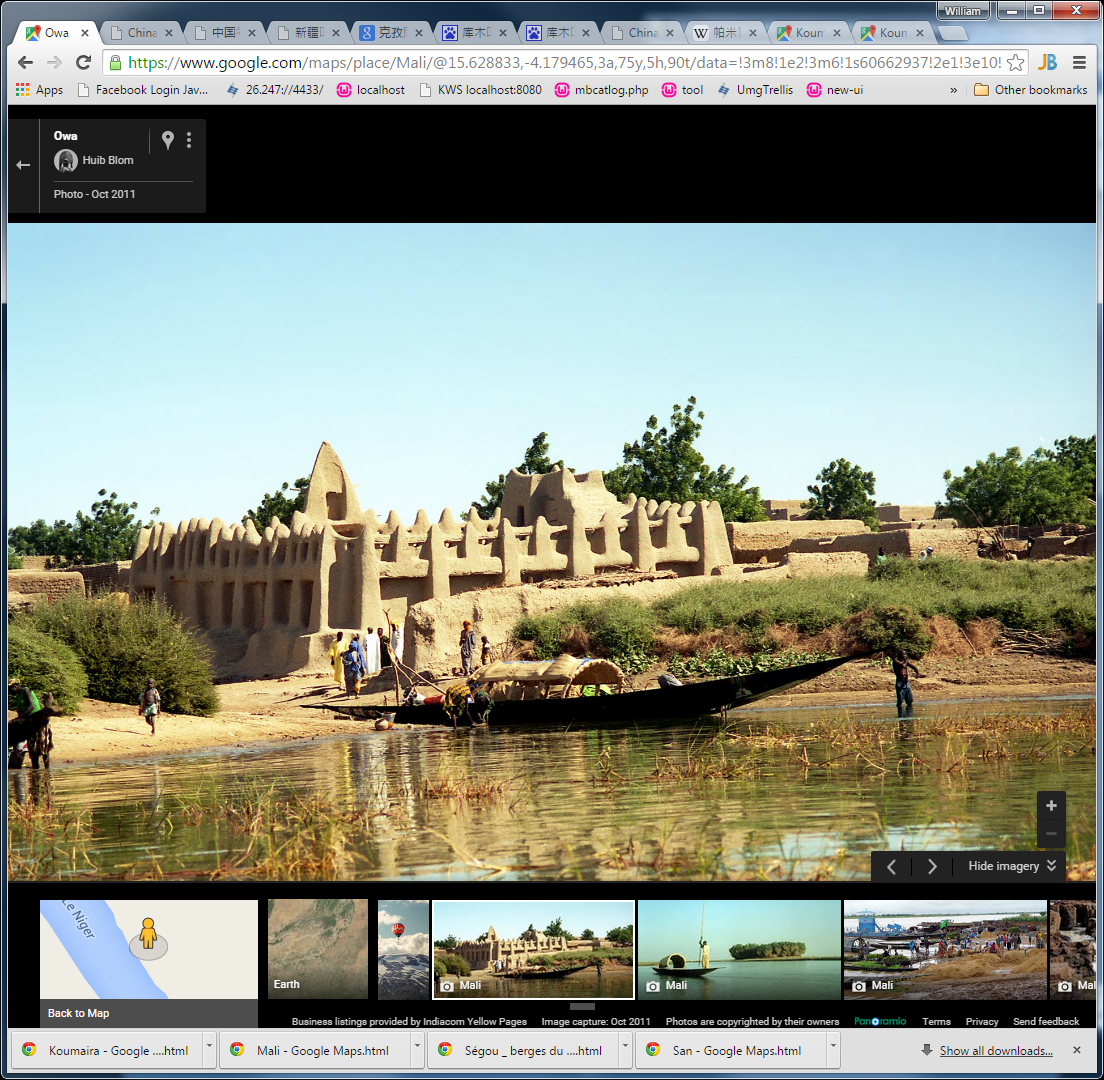 William
Owa
China
中国
新疆
克孜
库木
库木
China
W
帕米
Koum
Koun
https://www.google.com/maps/place/Mali/@15.628833,-4.179465,3a,75y,5h,90t/data=!3m8!1e2!3m6!1s60662937!2e1!3e10!
JB
Apps
Facebook Login Jav...
26.247://4433/
localhost
KWS localhost:8080
mbcatlog.php
tool
UmgTrellis
new-ui
»
Other bookmarks
Owa
Huib Blom
Photo - Oct 2011
Hide imagery
Le Niger
Back to Map
Earth
Mali
Mali
Mali
Mal
Business listings provided by Indiacom Yellow Pages
Image capture: Oct 2011
Photos are copyrighted by their owners
Panoramio
Terms
Privacy
Send feedback
Koumaira - Google ....html
Mali - Google Maps.html
Ségou _ berges du ....html
San - Google Maps.html
Show all downloads...